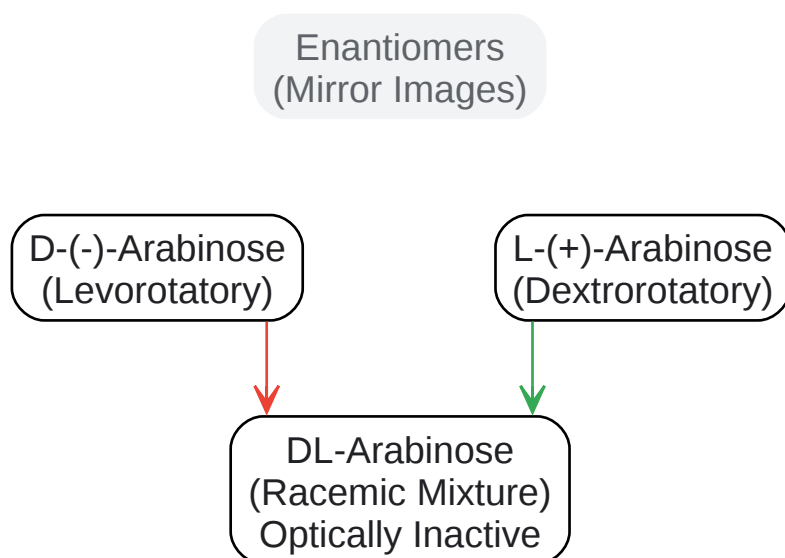 Enantiomers
(Mirror Images)
D-(-)-Arabinose
(Levorotatory)
L-(+)-Arabinose
(Dextrorotatory)
DL-Arabinose
(Racemic Mixture)
Optically Inactive